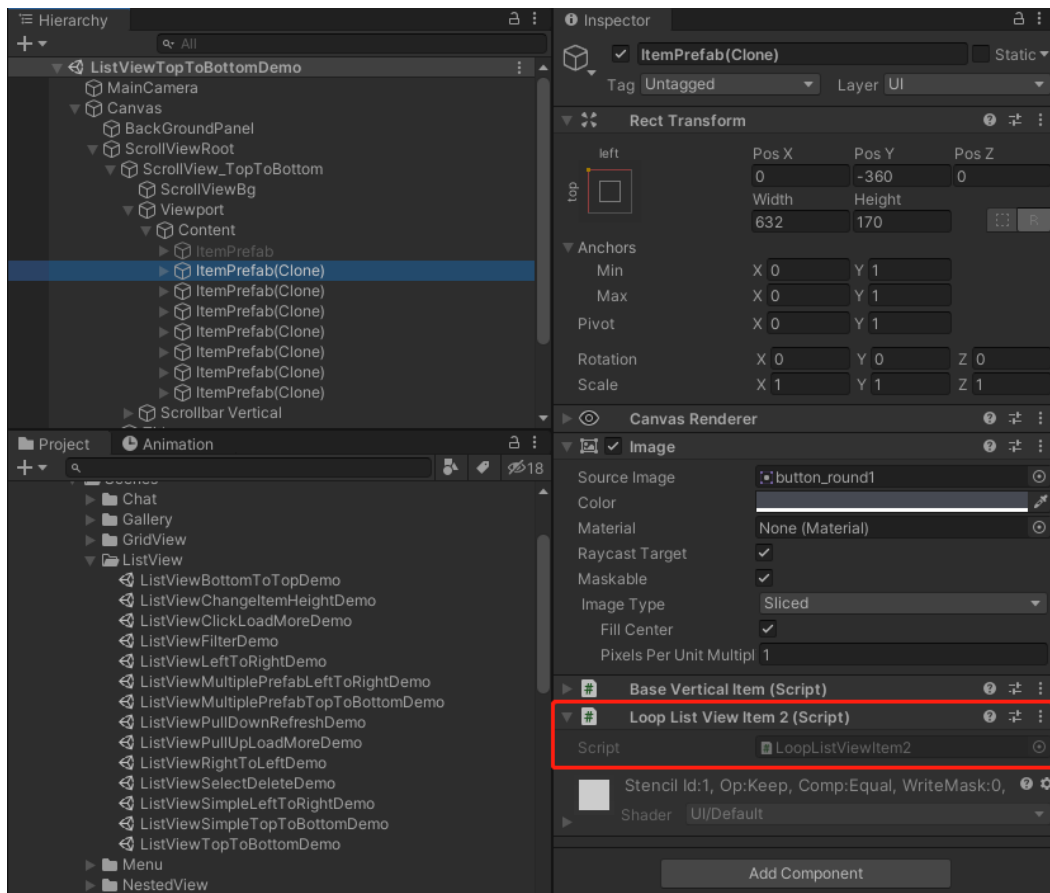 Hierarchy
All
ListViewTopToBottomDemo
MainCamera
Canvas
BackGroundPanel
ScrollViewRoot
ScrollView_TopToBottom
ScrollViewBg
Viewport
Content
ItemPrefab
ItemPrefab(Clone)
ItemPrefab(Clone)
ItemPrefab(Clone)
ItemPrefab(Clone)
ItemPrefab(Clone)
ItemPrefab(Clone)
ItemPrefab(Clone)
Scrollbar Vertical
Project Animation
18
Chat
Gallery
GridView
ListView
ListViewBottomToTopDemo
ListViewChangeItemHeightDemo
ListViewClickLoadMoreDemo
ListViewFilterDemo
ListViewLeftToRightDemo
ListViewMultiplePrefabLeftToRightDemo
ListViewMultiplePrefabTopToBottomDemo
ListViewPullDownRefreshDemo
ListViewPullUpLoadMoreDemo
ListViewRightToLeftDemo
ListViewSelectDeleteDemo
ListViewSimpleLeftToRightDemo
ListViewSimpleTopToBottomDemo
ListViewTopToBottomDemo
Menu
NestedView
Inspector
ItemPrefab(Clone) Static
Tag Untagged Layer UI
Rect Transform
left Pos X Pos Y Pos Z
top 0 -360 0
Width Height
632 170 R
Anchors
Min X 0 Y 1
Max X 0 Y 1
Pivot X 0 Y 1
Rotation X 0 Y 0 Z 0
Scale X 1 Y 1 Z 1
Canvas Renderer
Image
Source Image button_round1
Color
Material None (Material)
Raycast Target
Maskable
Image Type Sliced
Fill Center
Pixels Per Unit Multipl 1
# Base Vertical Item (Script)
# Loop List View Item 2 (Script)
Script # LoopListViewItem2
Stencil Id:1, Op:Keep, Comp:Equal, WriteMask:0,
Shader UI/Default
Add Component